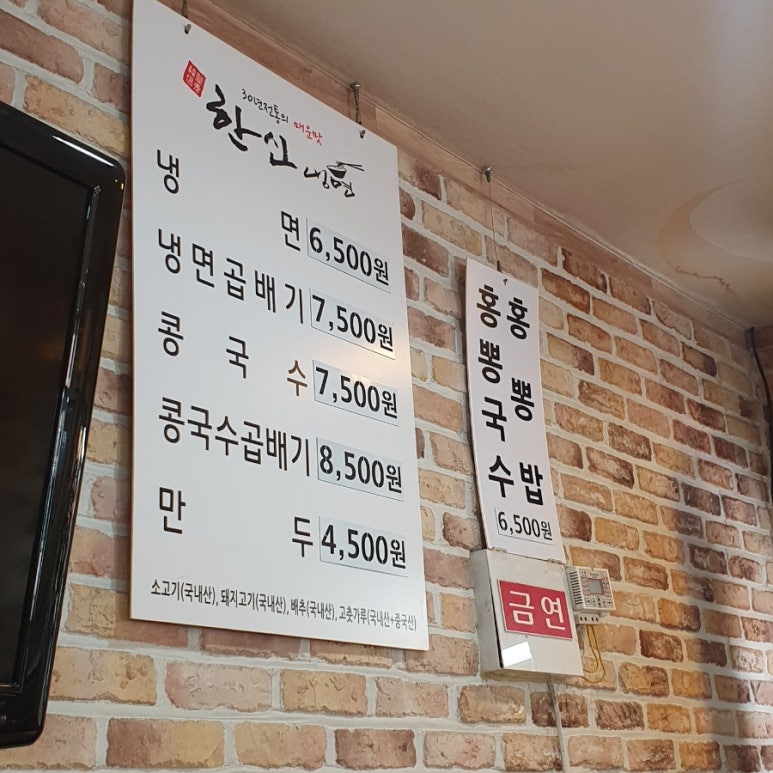 30년전통의 매운맛
한신냉면
냉면 6,500원
냉면곱배기 7,500원
콩국수 7,500원
콩국수곱배기 8,500원
만두 4,500원
소고기(국내산), 돼지고기(국내산), 배추(국내산), 고춧가루(국내산+중국산)
홍뽕국수
홍뽕밥
6,500원
금연